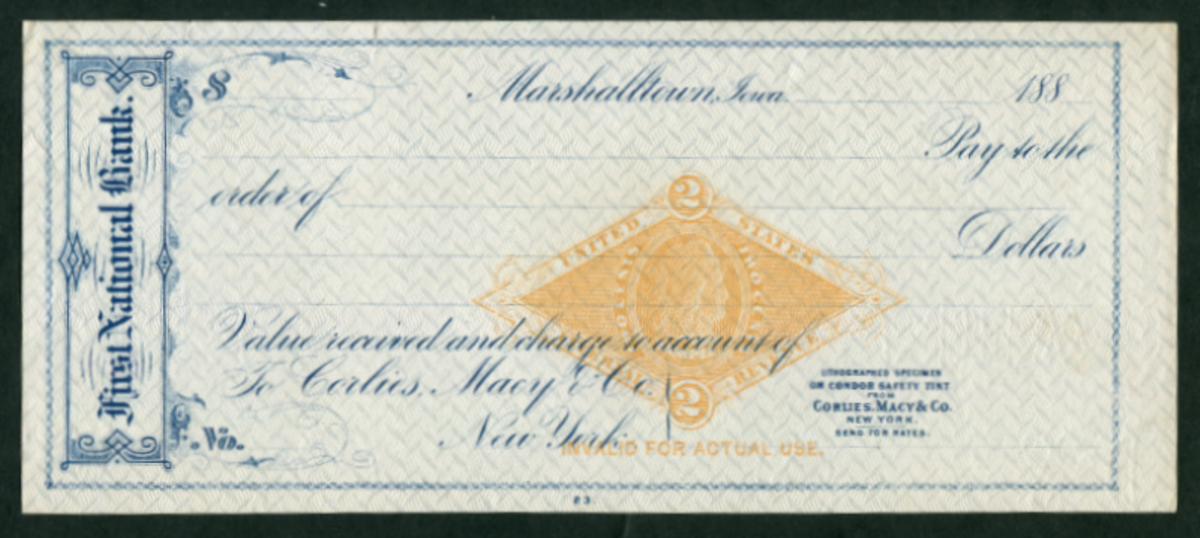 First National Bank.
$
Marshalltown, Iowa 188
Pay to the
order of
Dollars
2
UNITED STATES
Value received and charge to account of
To Corlies, Macy & Co.
New York.
2
INVALID FOR ACTUAL USE.
No.
LITHOGRAPHED SPECIMEN
ON CONDOR SAFETY TINT
FROM
CORLIES, MACY & CO.
NEW YORK.
SEND FOR RATES.